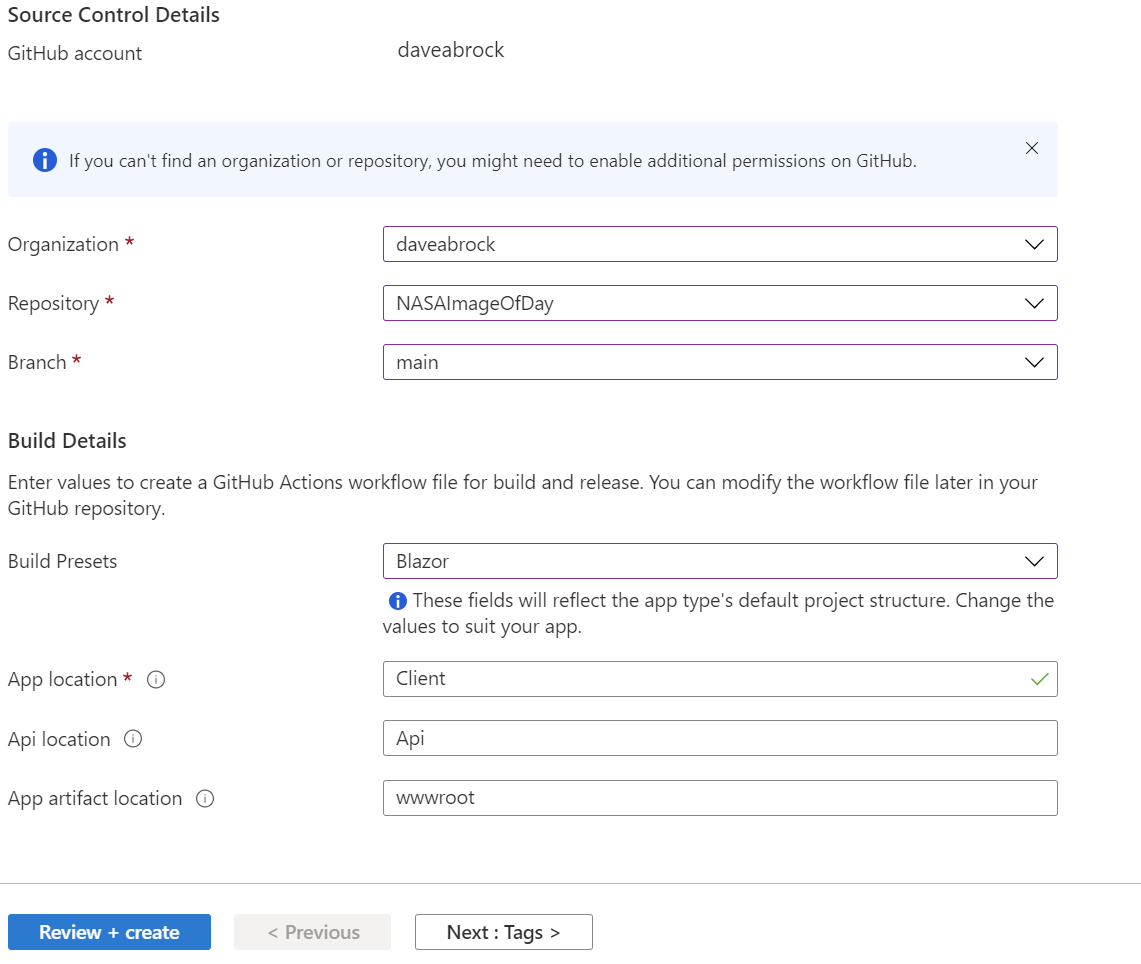 Source Control Details
GitHub account daveabrock
If you can't find an organization or repository, you might need to enable additional permissions on GitHub.
Organization * daveabrock
Repository * NASAImageOfDay
Branch * main
Build Details
Enter values to create a GitHub Actions workflow file for build and release. You can modify the workflow file later in your
GitHub repository.
Build Presets Blazor
These fields will reflect the app type's default project structure. Change the
values to suit your app.
App location * Client
Api location Api
App artifact location wwwroot
Review + create < Previous Next : Tags >